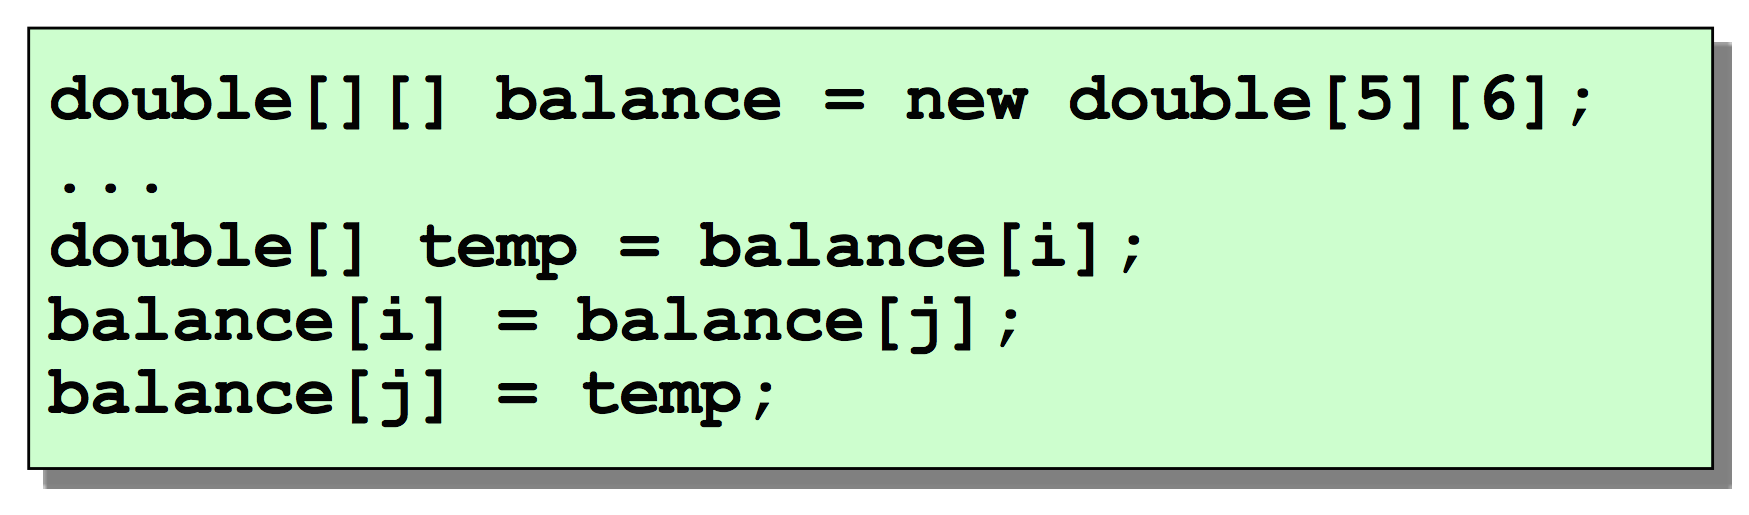 double[][] balance = new double[5][6];
...
double[] temp = balance[i];
balance[i] = balance[j];
balance[j] = temp;